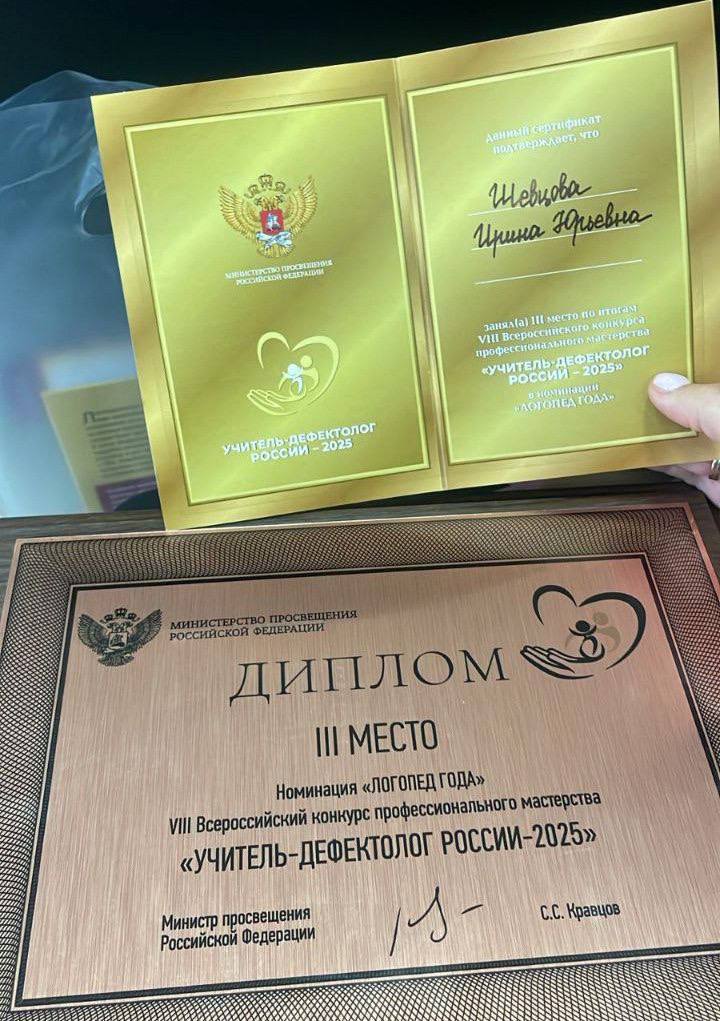 МИНИСТЕРСТВО ПРОСВЕЩЕНИЯ
РОССИЙСКОЙ ФЕДЕРАЦИИ
УЧИТЕЛЬ-ДЕФЕКТОЛОГ
РОССИИ – 2025
Данный сертификат
подтверждает, что
Шевцова
Ирина Юрьевна
занял(а) III место по итогам
VIII Всероссийского конкурса
профессионального мастерства
«УЧИТЕЛЬ-ДЕФЕКТОЛОГ
РОССИИ – 2025»
в номинации
«ЛОГОПЕД ГОДА»
МИНИСТЕРСТВО ПРОСВЕЩЕНИЯ
РОССИЙСКОЙ ФЕДЕРАЦИИ
ДИПЛОМ
III МЕСТО
Номинация «ЛОГОПЕД ГОДА»
VIII Всероссийский конкурс профессионального мастерства
«УЧИТЕЛЬ-ДЕФЕКТОЛОГ РОССИИ-2025»
Министр просвещения
Российской Федерации
С.С. Кравцов